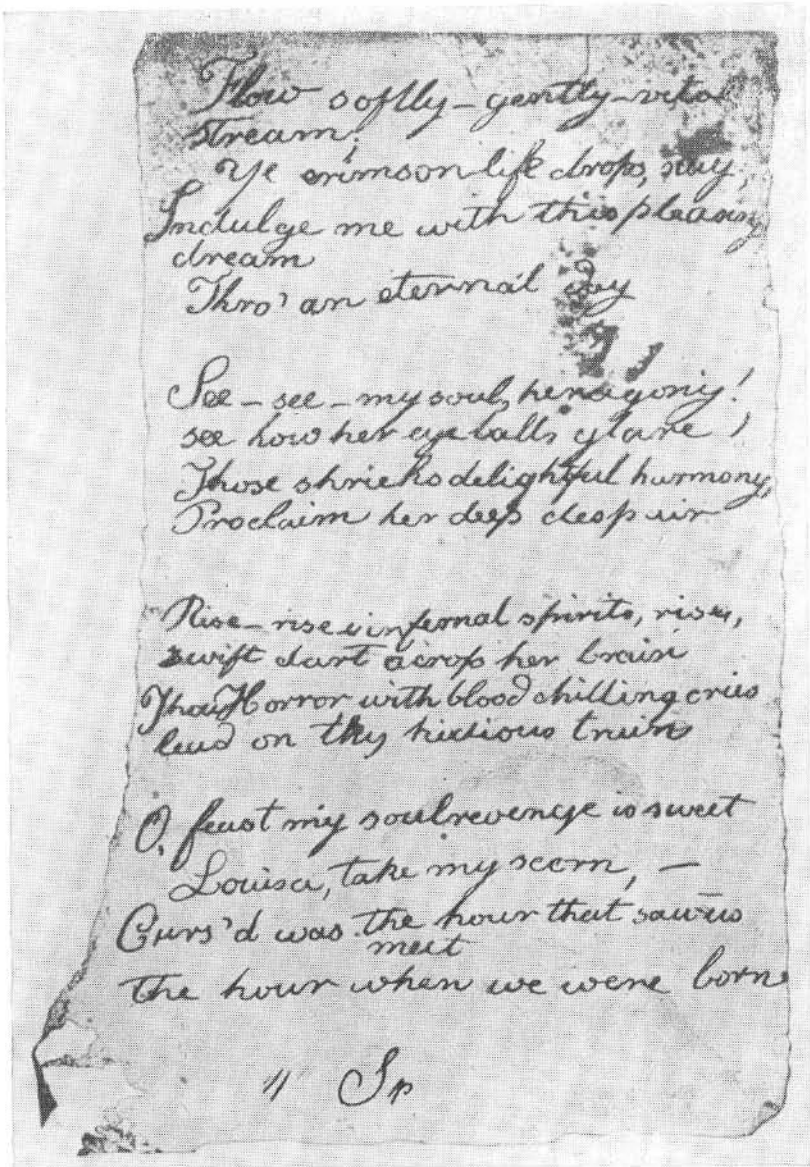 Flow softly – gently – vital
stream;
Ye crimson life drops, stay,
Indulge me with this pleasing
dream
Thro' an eternal day
See – see – my soul, her agony!
see how her eye balls glare!
Those shrieks delightful harmony,
Proclaim her deep despair
Rise – rise infernal spirits, rise,
swift dart across her brain
Thou Horror with blood chilling cries
lead on thy hideous train
O, feast my soul revenge is sweet
Louisa, take my scorn, –
Curs'd was the hour that saw us
meet
The hour when we were born
" Sp